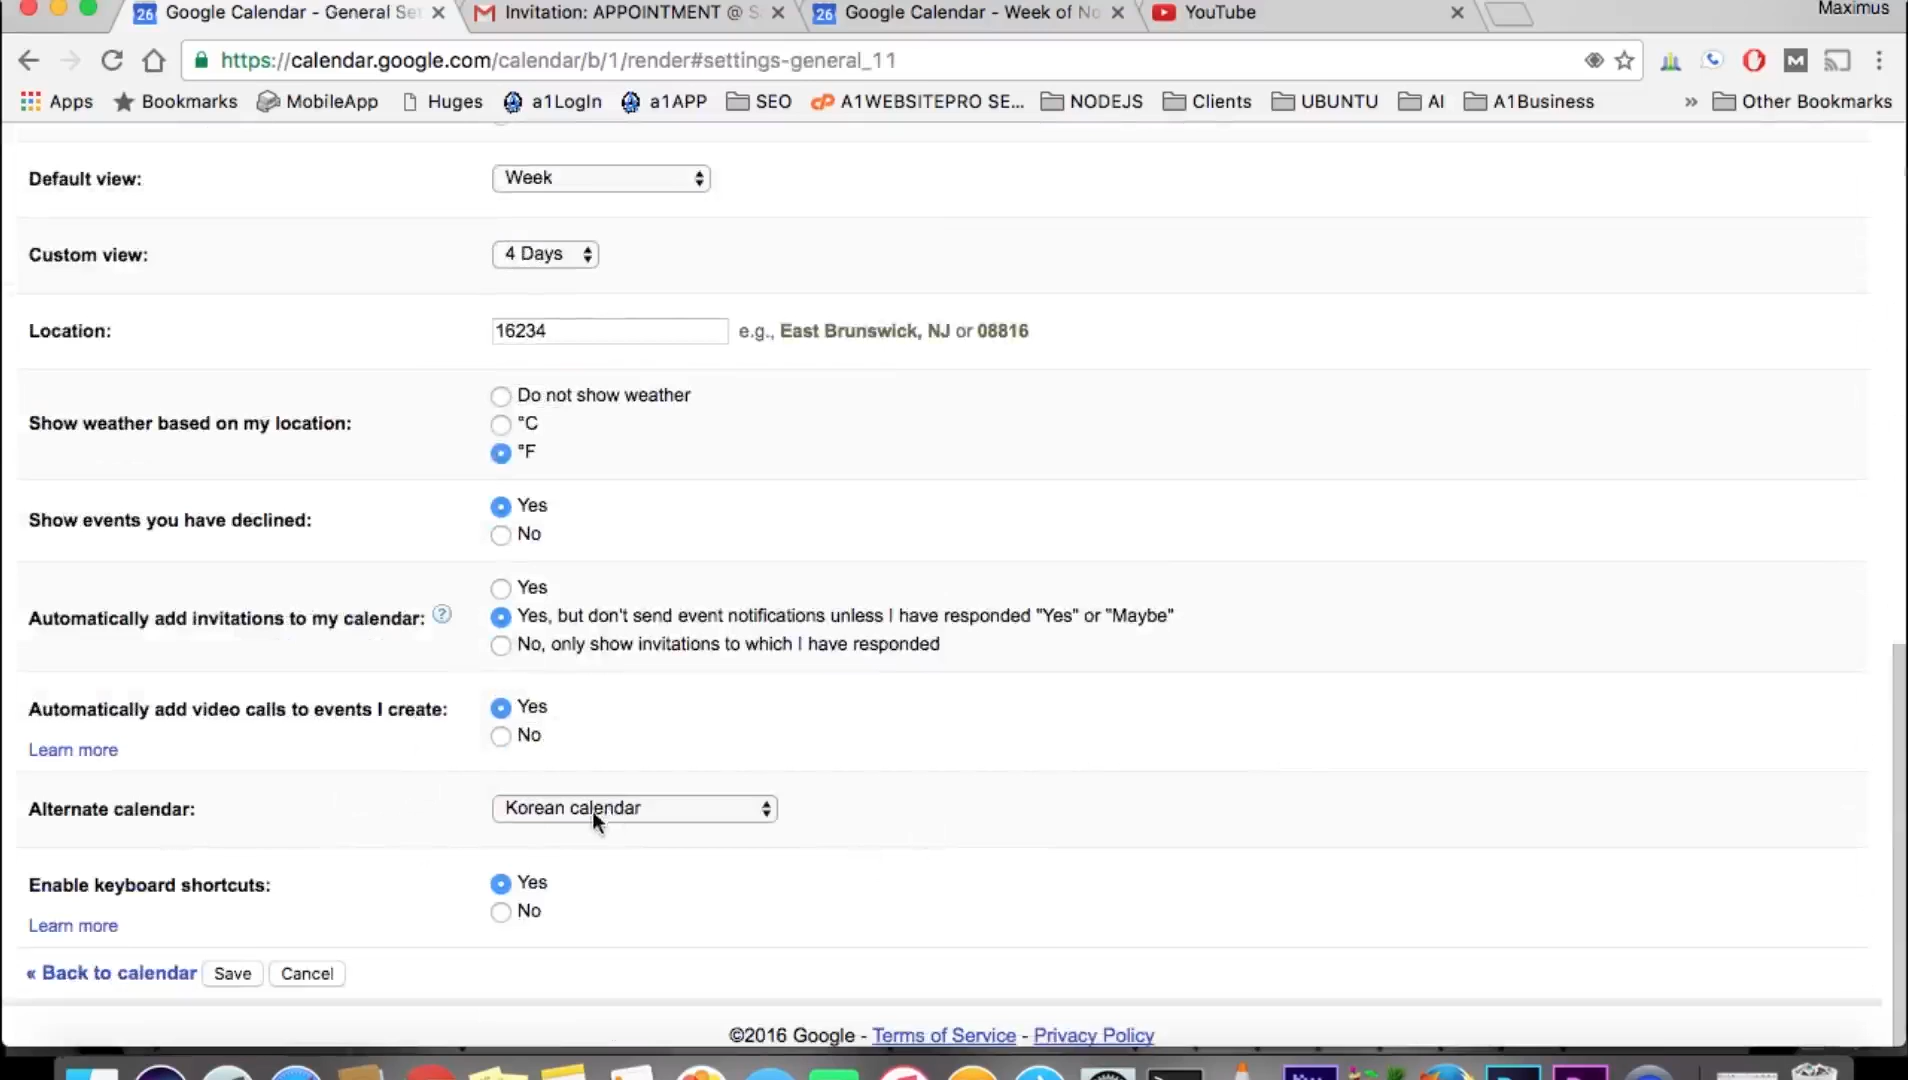 Google Calendar - General Set
Invitation: APPOINTMENT @ S
Google Calendar - Week of No
YouTube
Maximus
https://calendar.google.com/calendar/b/1/render#settings-general_11
Apps
Bookmarks
MobileApp
Huges
a1LogIn
a1APP
SEO
A1WEBSITEPRO SE...
NODEJS
Clients
UBUNTU
AI
A1Business
» Other Bookmarks
Default view:
Week
Custom view:
4 Days
Location:
16234
e.g., East Brunswick, NJ or 08816
Show weather based on my location:
Do not show weather
°C
°F
Show events you have declined:
Yes
No
Automatically add invitations to my calendar: ?
Yes
Yes, but don't send event notifications unless I have responded "Yes" or "Maybe"
No, only show invitations to which I have responded
Automatically add video calls to events I create:
Learn more
Yes
No
Alternate calendar:
Korean calendar
Enable keyboard shortcuts:
Learn more
Yes
No
« Back to calendar
Save
Cancel
©2016 Google - Terms of Service - Privacy Policy